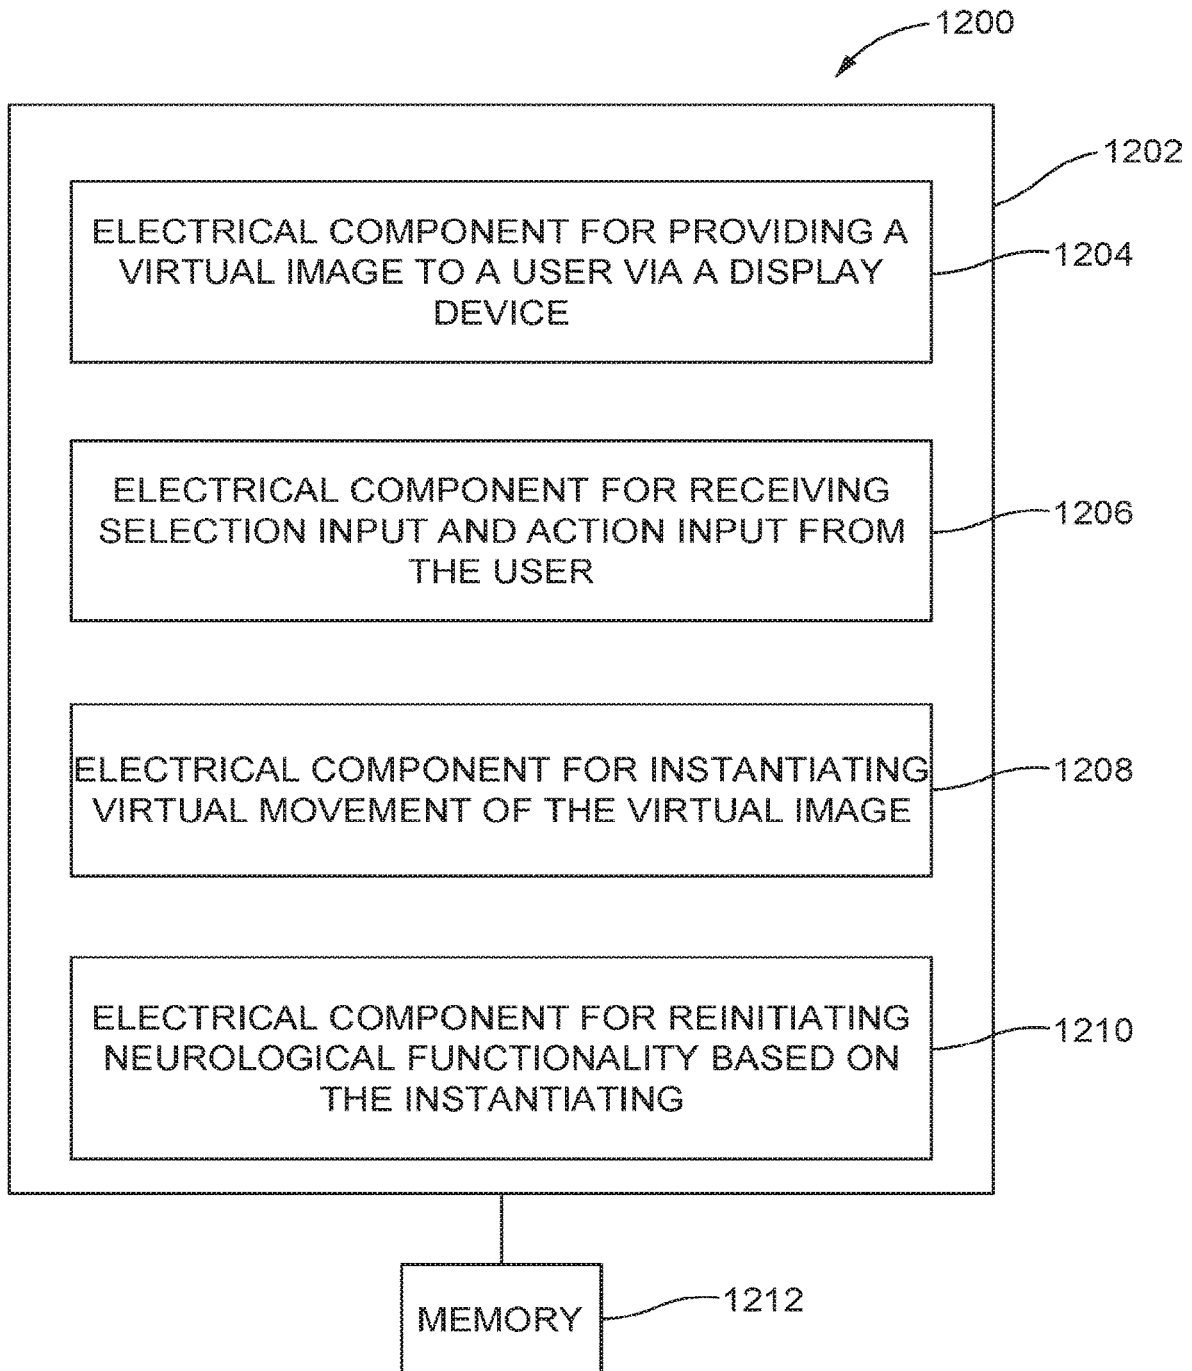 1200
1202
ELECTRICAL COMPONENT FOR PROVIDING A
VIRTUAL IMAGE TO A USER VIA A DISPLAY
DEVICE
1204
ELECTRICAL COMPONENT FOR RECEIVING
SELECTION INPUT AND ACTION INPUT FROM
THE USER
1206
ELECTRICAL COMPONENT FOR INSTANTIATING
VIRTUAL MOVEMENT OF THE VIRTUAL IMAGE
1208
ELECTRICAL COMPONENT FOR REINITIATING
NEUROLOGICAL FUNCTIONALITY BASED ON
THE INSTANTIATING
1210
MEMORY
1212